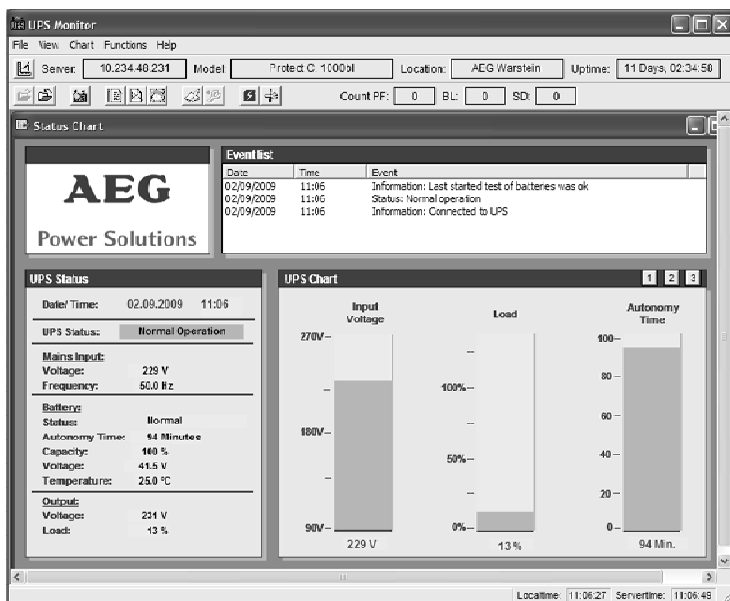 UPS Monitor
File View Chart Functions Help
Server: 10.234.48.231 Model Protect C. 1000si Location: AEG Warstein Uptime: 11 Days, 02:34:50
Count PF: 0 BL: 0 SD: 0
Status Chart
AEG
Power Solutions
Event list
Date Time Event
02/09/2009 11:06 Information: Last started test of batteries was ok
02/09/2009 11:06 Status: Normal operation
02/09/2009 11:06 Information: Connected to UPS
UPS Status
Date/Time: 02.09.2009 11:06
UPS Status: Normal Operation
Mains Input:
Voltage: 229 V
Frequency: 50.0 Hz
Battery:
Status: Normal
Autonomy Time: 94 Minutes
Capacity: 100 %
Voltage: 41.5 V
Temperature: 25.0 °C
Output:
Voltage: 231 V
Load: 13 %
UPS Chart 1 2 3
Input Voltage
270V
180V
90V
229 V
Load
100%
50%
0%
13%
Autonomy Time
100
80
60
40
20
0
94 Min.
Localtime: 11:06:27 Servertime: 11:06:49